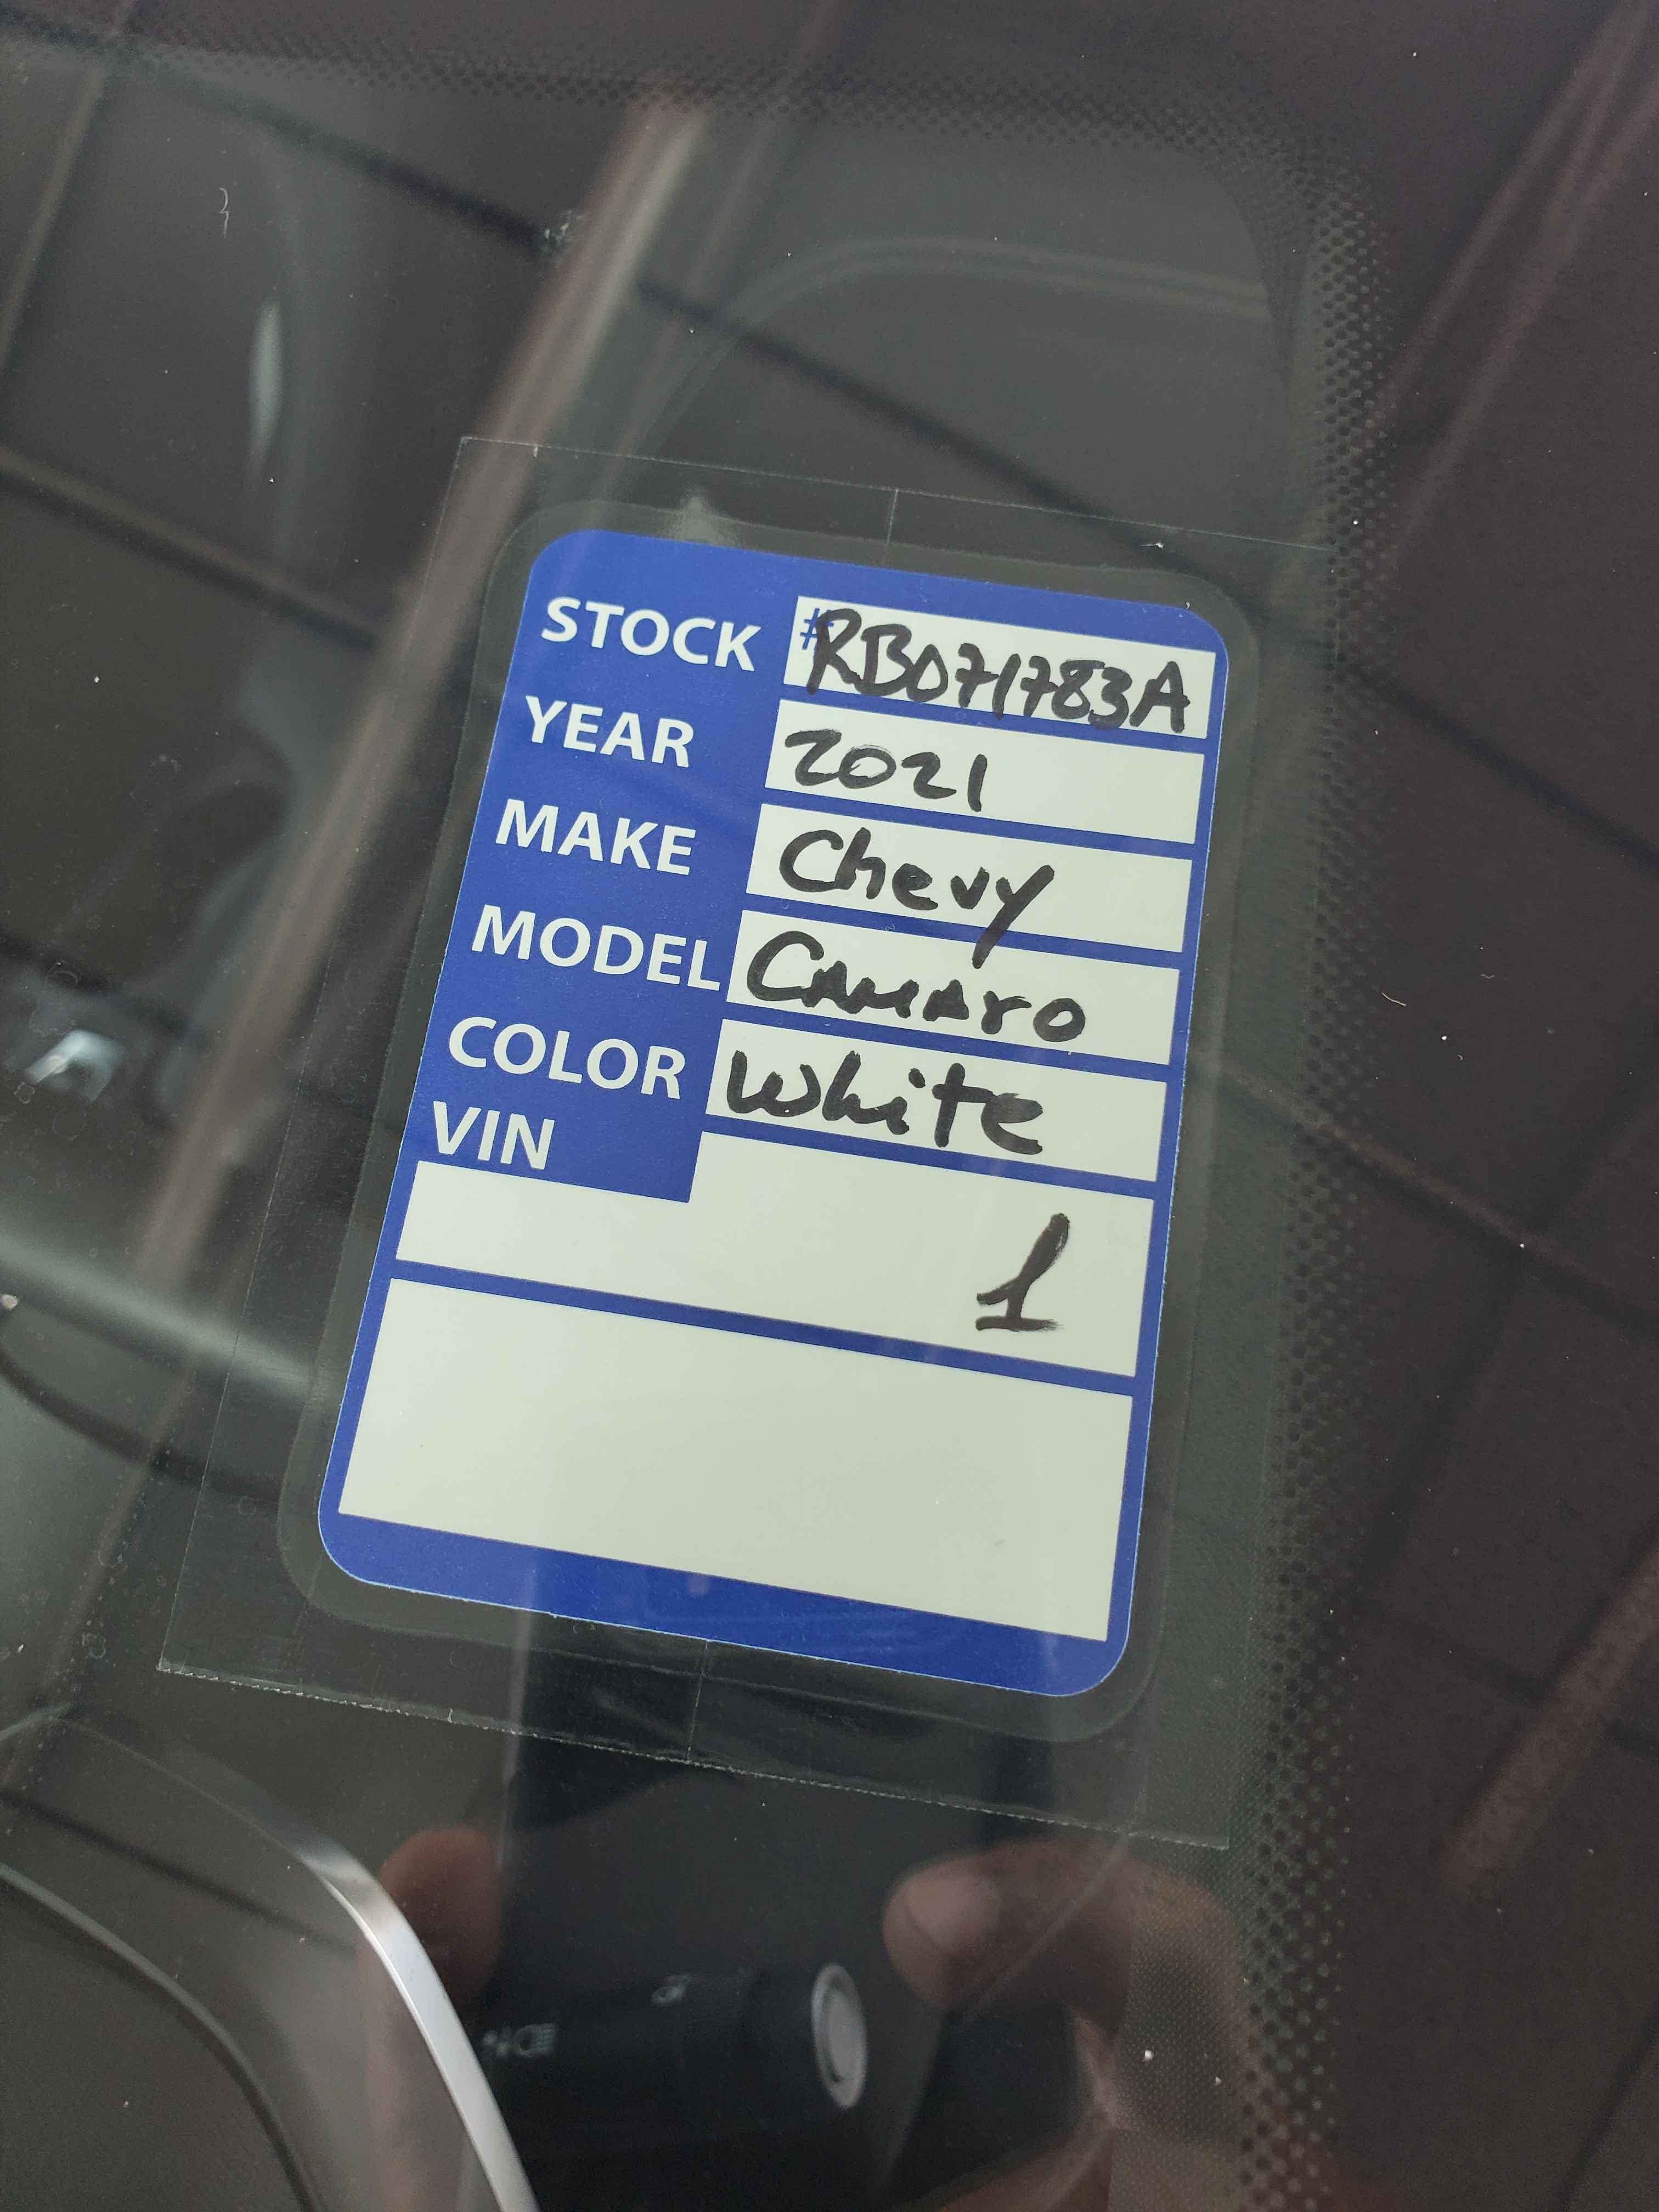 STOCK #RB071783A
YEAR 2021
MAKE Chevy
MODEL Camaro
COLOR White
VIN
1